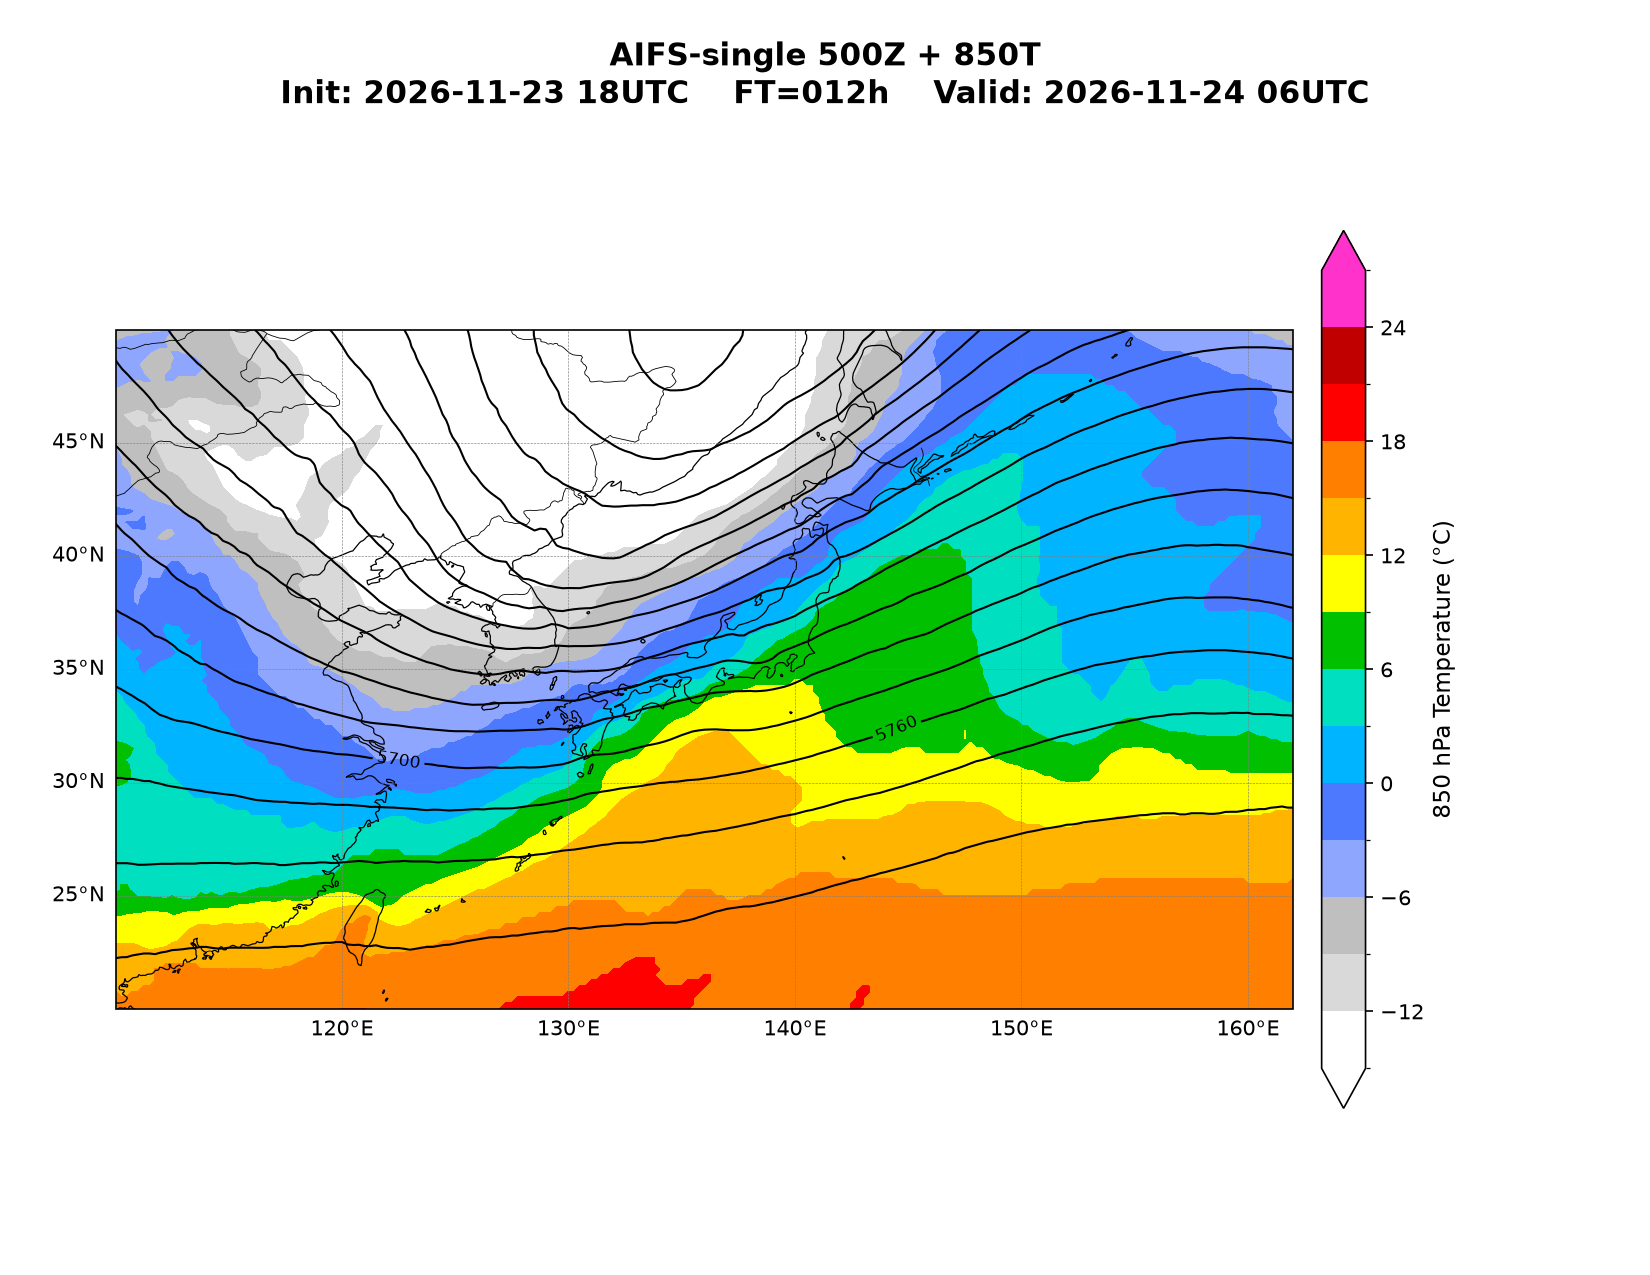 AIFS-single 500Z + 850T
Init: 2026-11-23 18UTC    FT=012h    Valid: 2026-11-24 06UTC
24
18
12
6
0
−6
−12
850 hPa Temperature (°C)
45°N
40°N
35°N
30°N
25°N
5760
5700
120°E
130°E
140°E
150°E
160°E